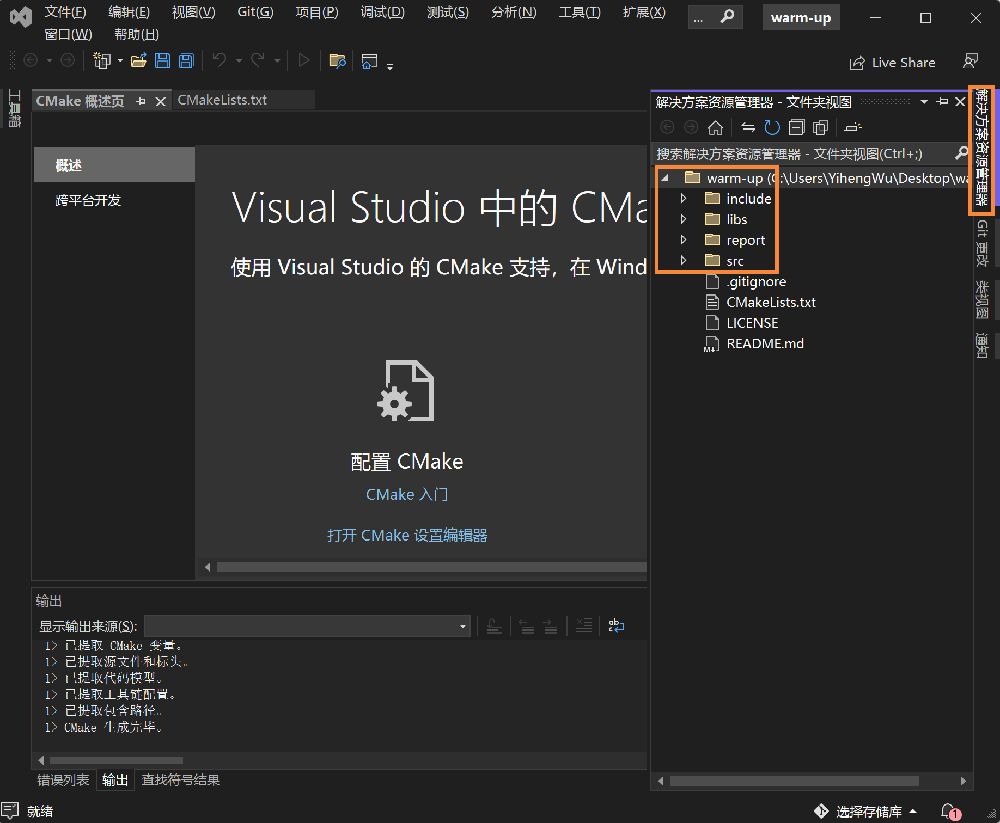 文件(F) 编辑(E) 视图(V) Git(G) 项目(P) 调试(D) 测试(S) 分析(N) 工具(T) 扩展(X) ... warm-up
窗口(W) 帮助(H)
Live Share
工具箱
CMake 概述页 CMakeLists.txt
概述
跨平台开发
Visual Studio 中的 CMa
使用 Visual Studio 的 CMake 支持，在 Wind
配置 CMake
CMake 入门
打开 CMake 设置编辑器
输出
显示输出来源(S):
1> 已提取 CMake 变量。
1> 已提取源文件和标头。
1> 已提取代码模型。
1> 已提取工具链配置。
1> 已提取包含路径。
1> CMake 生成完毕。
错误列表 输出 查找符号结果
解决方案资源管理器 - 文件夹视图
搜索解决方案资源管理器 - 文件夹视图(Ctrl+;)
warm-up (C:\Users\YihengWu\Desktop\wa
include
libs
report
src
.gitignore
CMakeLists.txt
LICENSE
M↓ README.md
解决方案资源管理器
Git 更改
类视图
通知
就绪
选择存储库
1